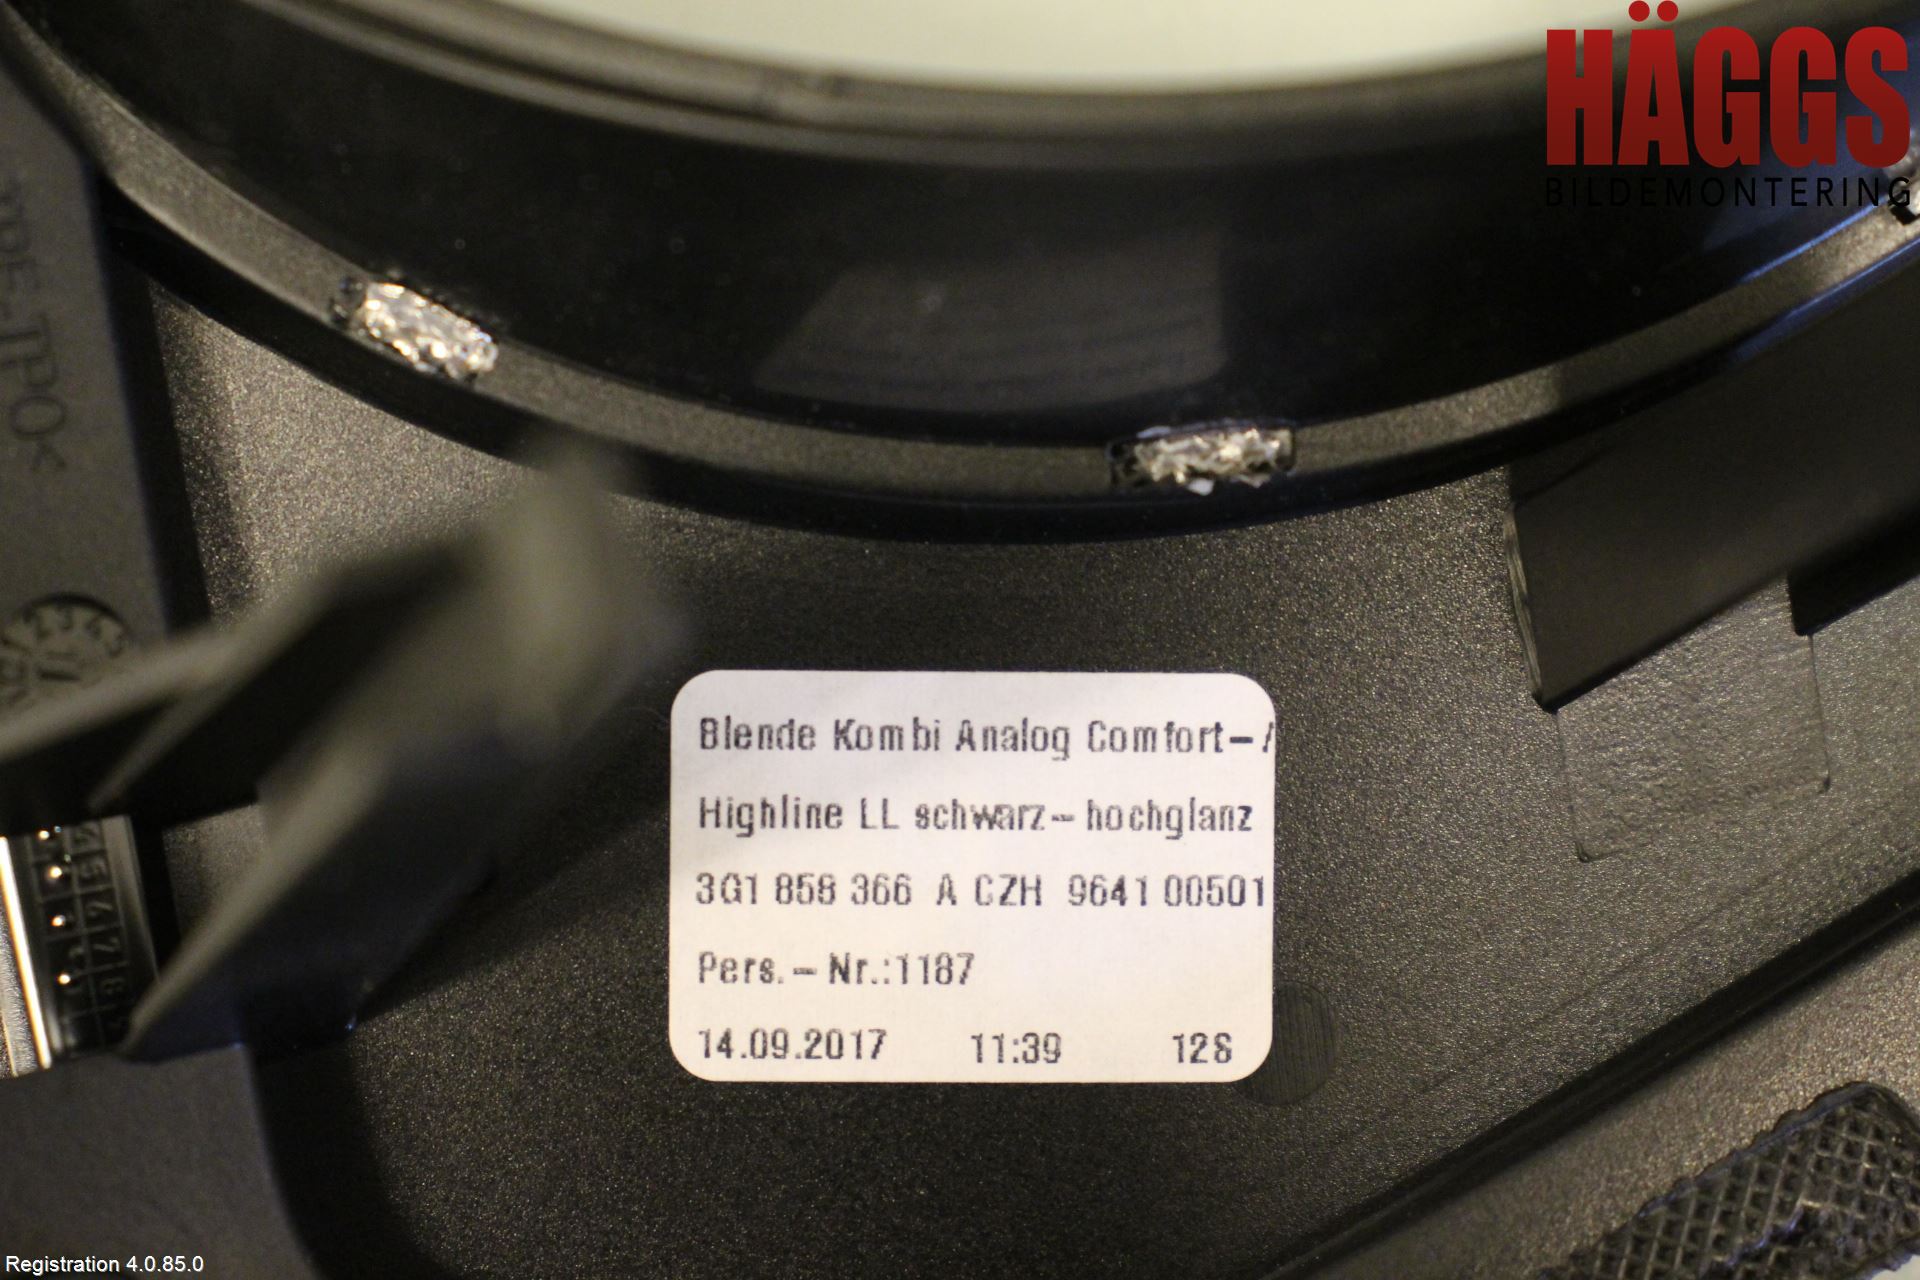 HÄGGS
BILDEMONTERING
Blende Kombi Analog Comfort-
Highline LL schwarz-hochglanz
3G1 858 366 A CZH 9641 00501
Pers.-Nr.:1187
14.09.2017 11:39 128
Registration 4.0.85.0